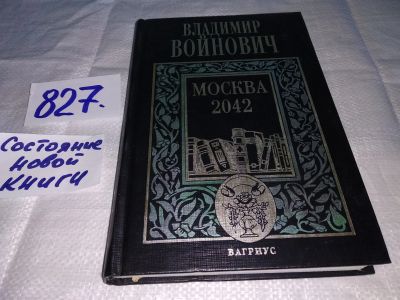 827.
Состояние
новой
книги
ВЛАДИМИР
ВОЙНОВИЧ
МОСКВА
2042
ВАГРИУС